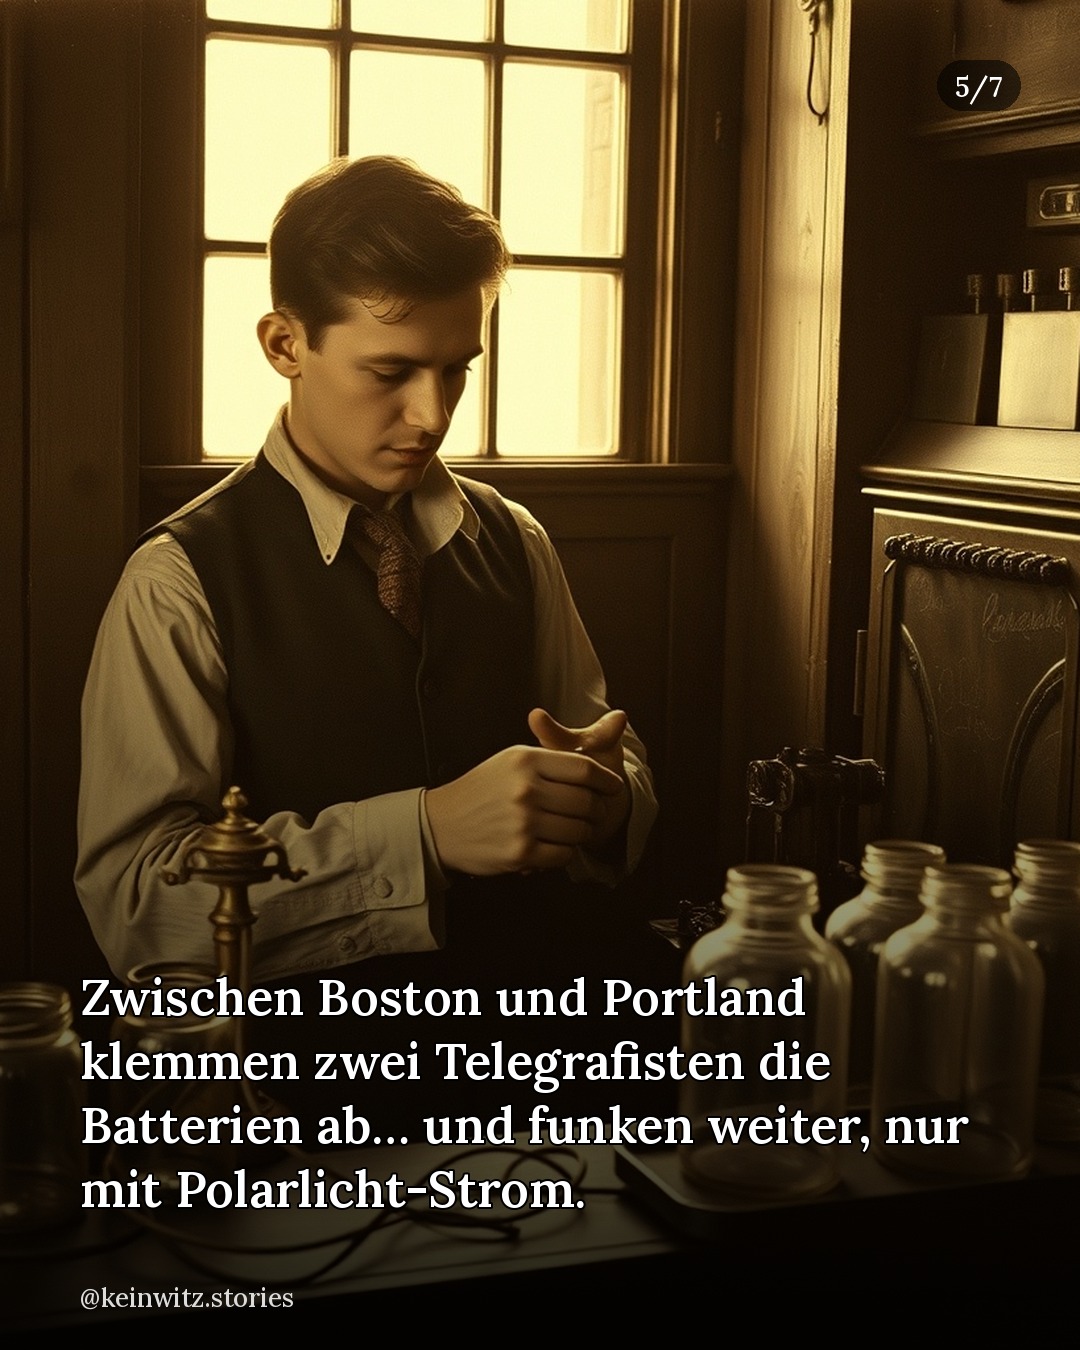 5/7
Zwischen Boston und Portland
klemmen zwei Telegrafisten die
Batterien ab... und funken weiter, nur
mit Polarlicht-Strom.
@keinwitz.stories